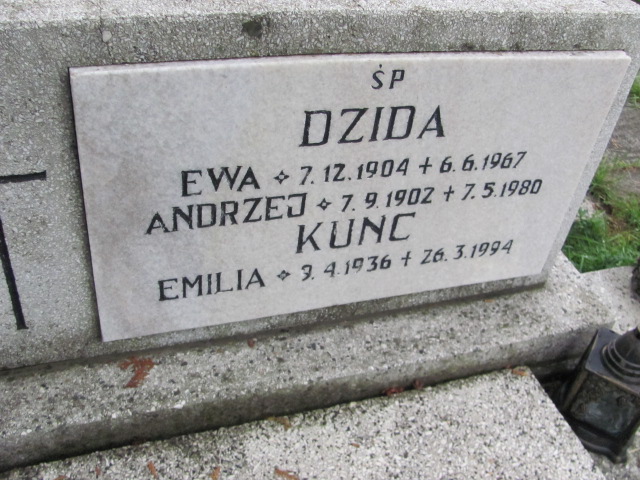 ŚP
DZIDA
EWA ✧ 7.12.1904 + 6.6.1967
ANDRZEJ ✧ 7.9.1902 + 7.5.1980
KUNC
EMILIA ✧ 9.4.1936 + 26.3.1994